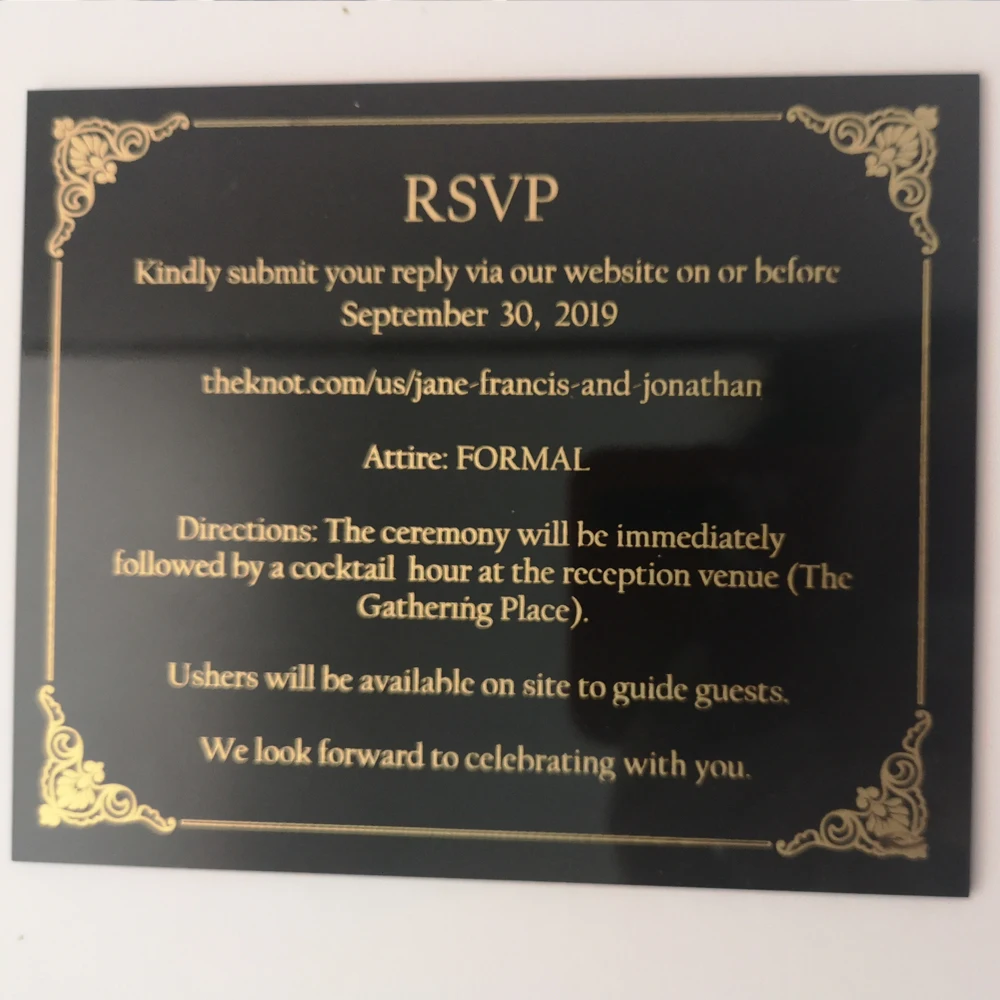 RSVP
Kindly submit your reply via our website on or before
September 30, 2019
theknot.com/us/jane-francis-and-jonathan
Attire: FORMAL
Directions: The ceremony will be immediately
followed by a cocktail hour at the reception venue (The
Gathering Place).
Ushers will be available on site to guide guests.
We look forward to celebrating with you.